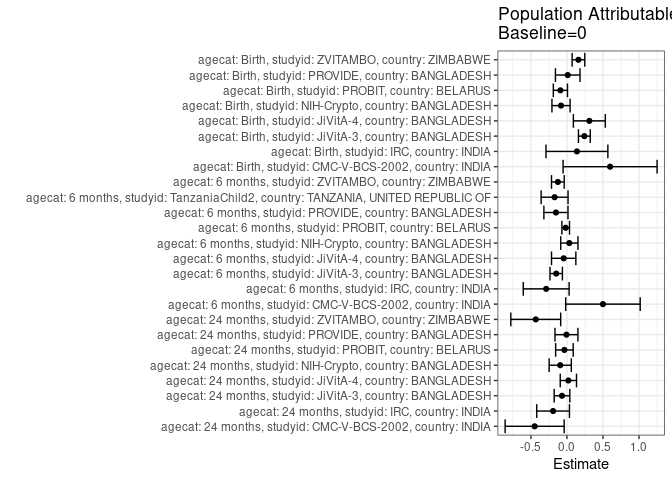 Population Attributable
Baseline=0
agecat: Birth, studyid: ZVITAMBO, country: ZIMBABWE
agecat: Birth, studyid: PROVIDE, country: BANGLADESH
agecat: Birth, studyid: PROBIT, country: BELARUS
agecat: Birth, studyid: NIH-Crypto, country: BANGLADESH
agecat: Birth, studyid: JiVitA-4, country: BANGLADESH
agecat: Birth, studyid: JiVitA-3, country: BANGLADESH
agecat: Birth, studyid: IRC, country: INDIA
agecat: Birth, studyid: CMC-V-BCS-2002, country: INDIA
agecat: 6 months, studyid: ZVITAMBO, country: ZIMBABWE
agecat: 6 months, studyid: TanzaniaChild2, country: TANZANIA, UNITED REPUBLIC OF
agecat: 6 months, studyid: PROVIDE, country: BANGLADESH
agecat: 6 months, studyid: PROBIT, country: BELARUS
agecat: 6 months, studyid: NIH-Crypto, country: BANGLADESH
agecat: 6 months, studyid: JiVitA-4, country: BANGLADESH
agecat: 6 months, studyid: JiVitA-3, country: BANGLADESH
agecat: 6 months, studyid: IRC, country: INDIA
agecat: 6 months, studyid: CMC-V-BCS-2002, country: INDIA
agecat: 24 months, studyid: ZVITAMBO, country: ZIMBABWE
agecat: 24 months, studyid: PROVIDE, country: BANGLADESH
agecat: 24 months, studyid: PROBIT, country: BELARUS
agecat: 24 months, studyid: NIH-Crypto, country: BANGLADESH
agecat: 24 months, studyid: JiVitA-4, country: BANGLADESH
agecat: 24 months, studyid: JiVitA-3, country: BANGLADESH
agecat: 24 months, studyid: IRC, country: INDIA
agecat: 24 months, studyid: CMC-V-BCS-2002, country: INDIA
-0.5 0.0 0.5 1.0
Estimate